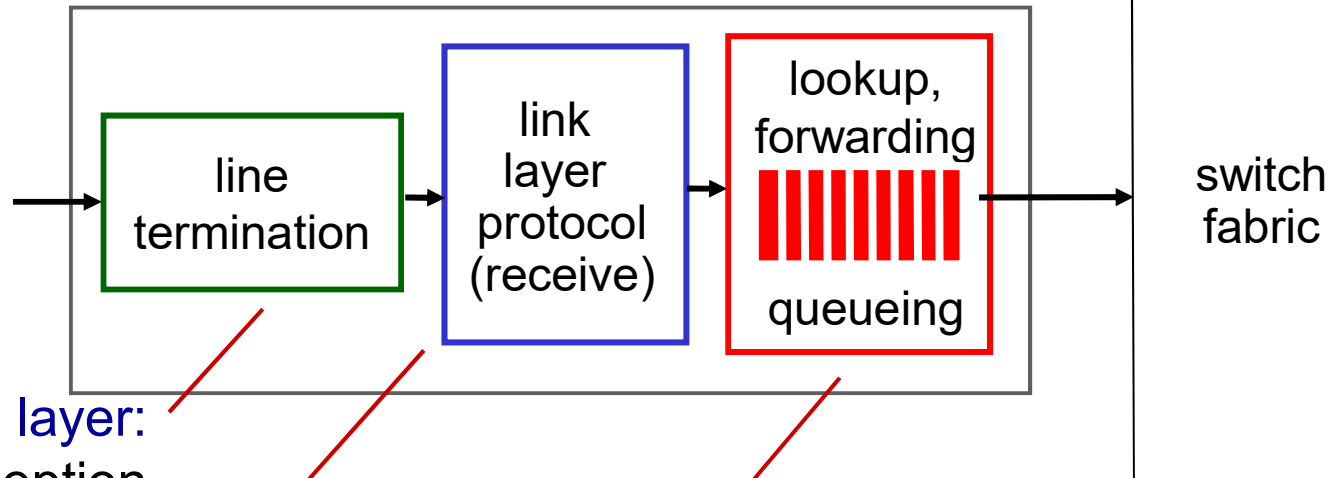 line
termination
link
layer
protocol
(receive)
lookup,
forwarding
queueing
switch
fabric
layer: